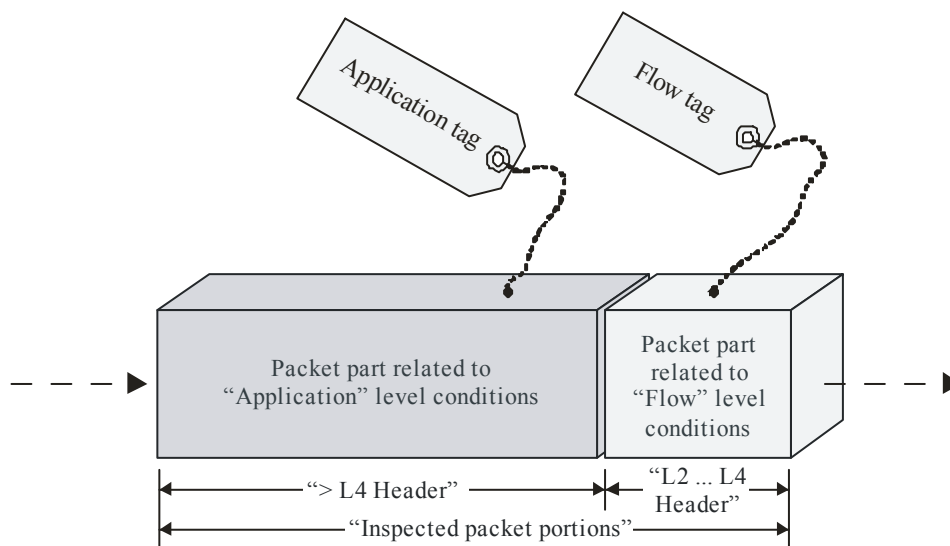 Application tag
Flow tag
Packet part related to
“Application” level conditions
Packet part
related to
“Flow” level
conditions
“> L4 Header”
“L2 ... L4
Header”
“Inspected packet portions”